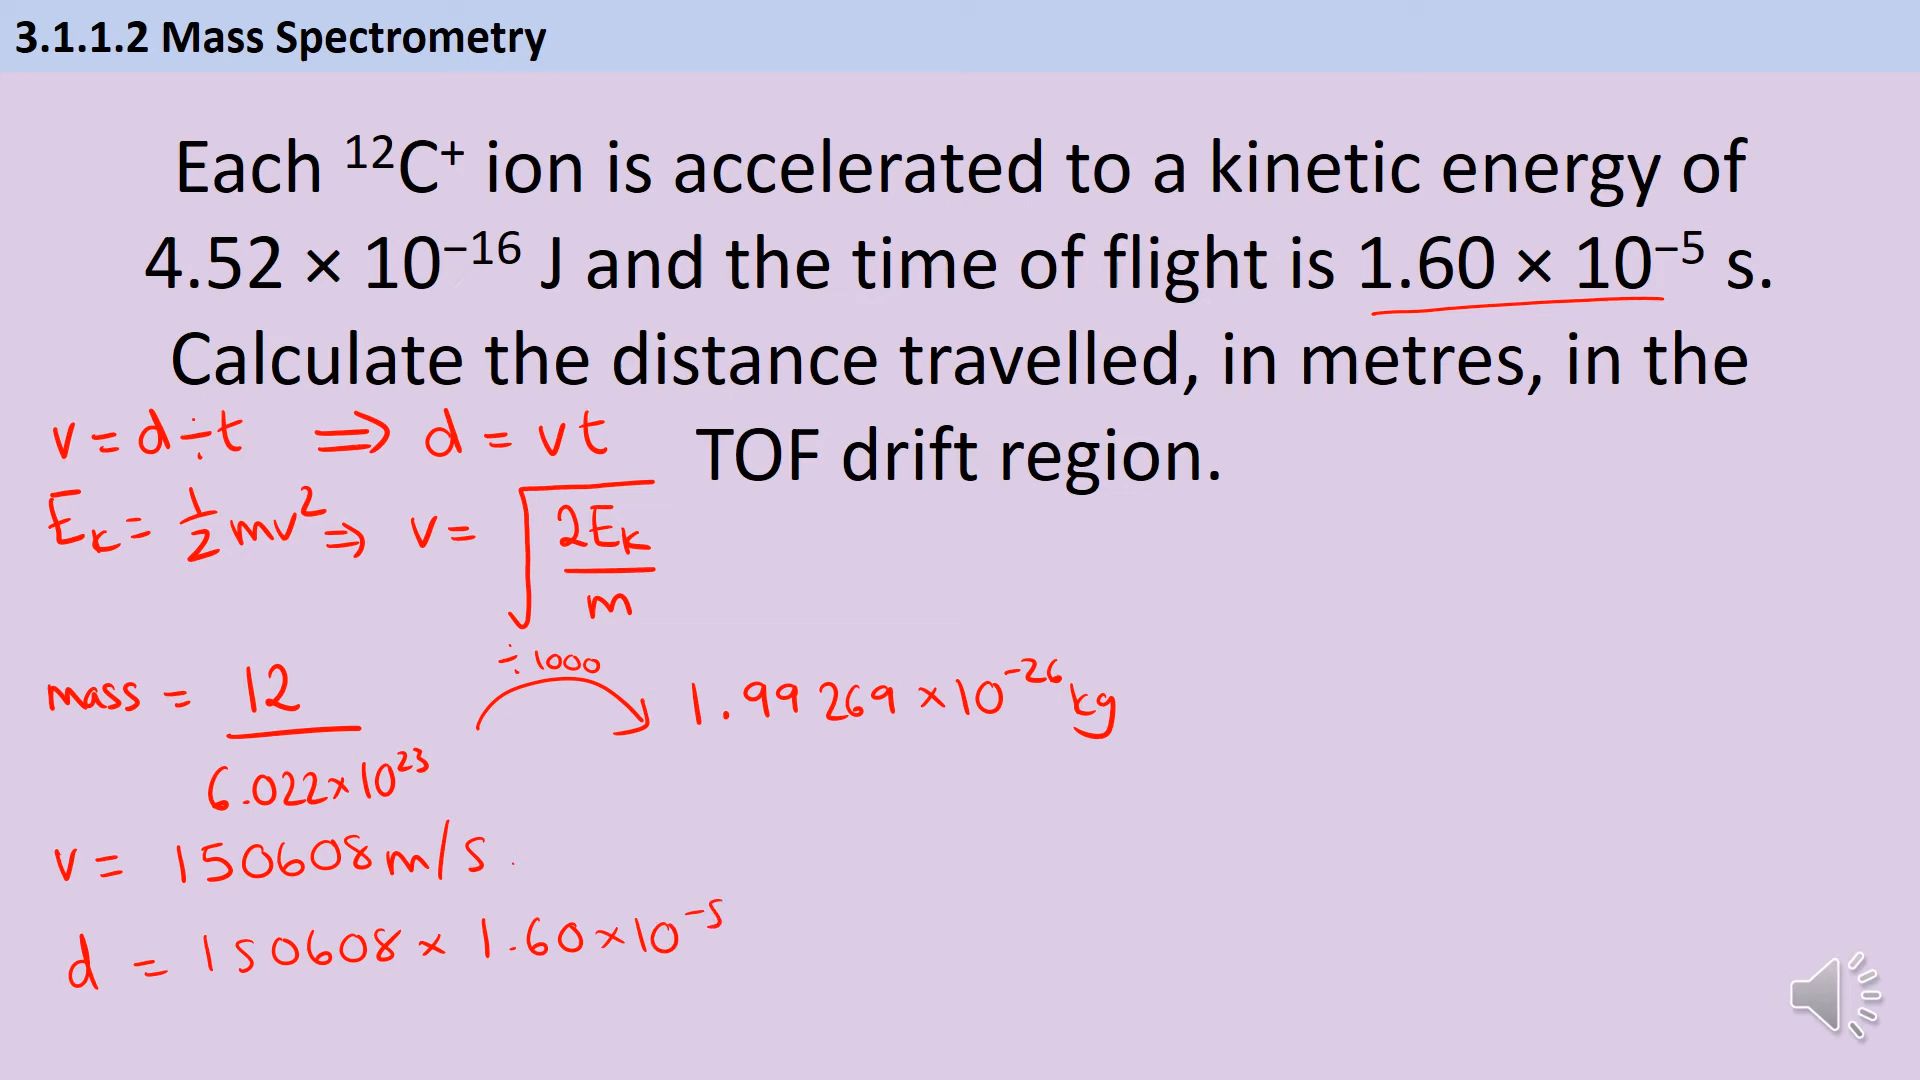 3.1.1.2 Mass Spectrometry
Each ¹²C⁺ ion is accelerated to a kinetic energy of
4.52 × 10⁻¹⁶ J and the time of flight is 1.60 × 10⁻⁵ s.
Calculate the distance travelled, in metres, in the
TOF drift region.
v = d ÷ t ⟹ d = vt
E_k = ½mv² ⇒ v = √(2E_k/m)
÷1000
mass = 12/6.022×10²³ 1.99269 × 10⁻²⁶ kg
v = 150608 m/s.
d = 150608 × 1.60 × 10⁻⁵